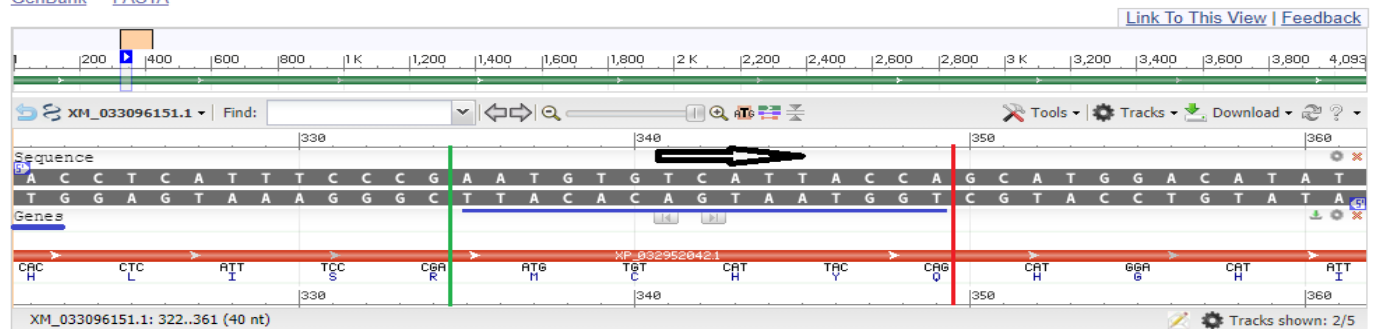 GenBank FASTA
Link To This View | Feedback
1 200 400 600 800 1 K 1,200 1,400 1,600 1,800 2 K 2,200 2,400 2,600 2,800 3 K 3,200 3,400 3,600 3,800 4,093
XM_033096151.1 Find: ATG Tools Tracks Download ?
330 340 350 360
Sequence
5'
A C C T C A T T T C C C G A A T G T G T C A T T A C C A G C A T G G A C A T A T
T G G A G T A A A G G G C T T A C A C A G T A A T G G T C G T A C C T G T A T A 5'
Genes
XP_032952042.1
CAC CTC ATT TCC CGA ATG TGT CAT TAC CAG CAT GGA CAT ATT
H L I S R M C H Y Q H G H I
330 340 350 360
XM_033096151.1: 322..361 (40 nt) Tracks shown: 2/5